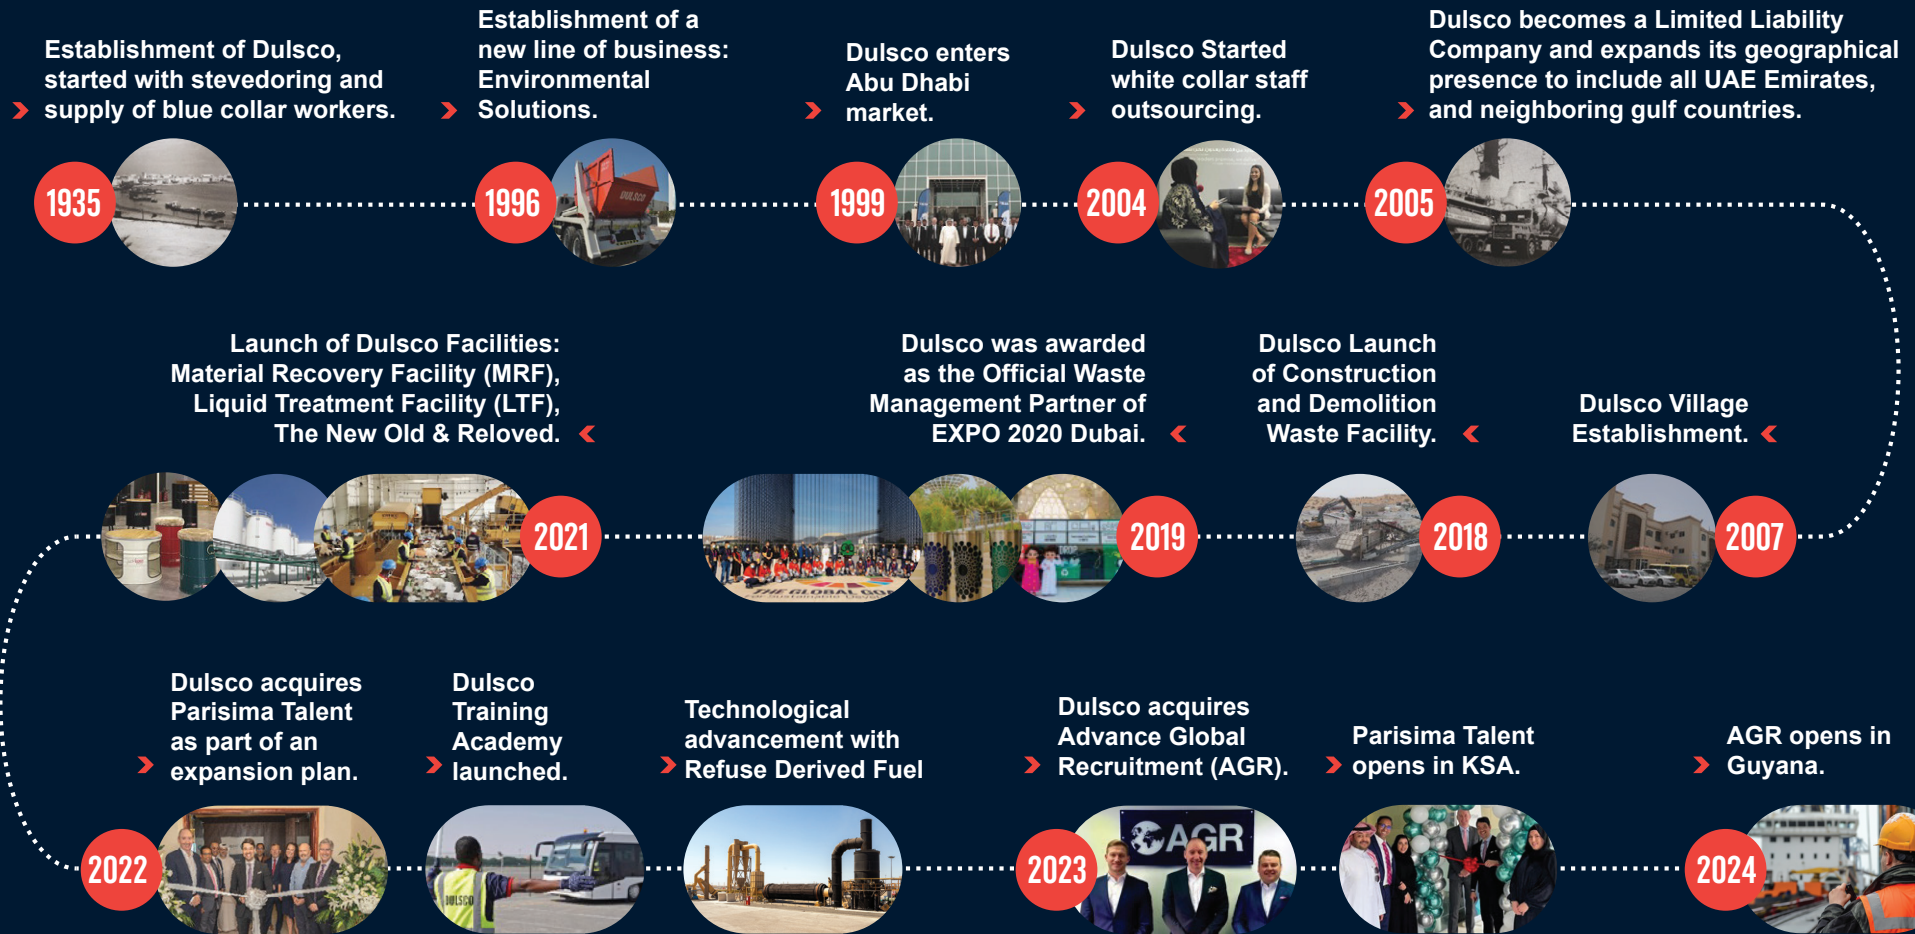 Establishment of Dulsco,
started with stevedoring and
supply of blue collar workers.
1935
Establishment of a
new line of business:
Environmental
Solutions.
1996
DULSCO
Dulsco enters
Abu Dhabi
market.
1999
Dulsco Started
white collar staff
outsourcing.
2004
Dulsco becomes a Limited Liability
Company and expands its geographical
presence to include all UAE Emirates,
and neighboring gulf countries.
2005
Dulsco Village
Establishment.
2007
Dulsco Launch
of Construction
and Demolition
Waste Facility.
2018
Dulsco was awarded
as the Official Waste
Management Partner of
EXPO 2020 Dubai.
2019
THE GLOBAL GOA
Launch of Dulsco Facilities:
Material Recovery Facility (MRF),
Liquid Treatment Facility (LTF),
The New Old & Reloved.
2021
Dulsco acquires
Parisima Talent
as part of an
expansion plan.
2022
Dulsco
Training
Academy
launched.
DULSCO
Technological
advancement with
Refuse Derived Fuel
Dulsco acquires
Advance Global
Recruitment (AGR).
2023
AGR
Parisima Talent
opens in KSA.
AGR opens in
Guyana.
2024